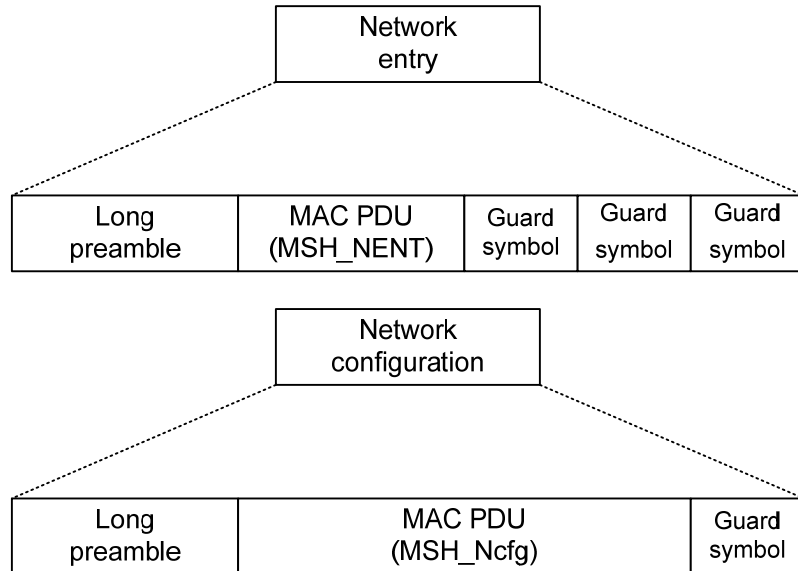 Network
entry
Long
preamble
MAC PDU
(MSH_NENT)
Guard
symbol
Guard
symbol
Guard
symbol
Network
configuration
Long
preamble
MAC PDU
(MSH_Ncfg)
Guard
symbol